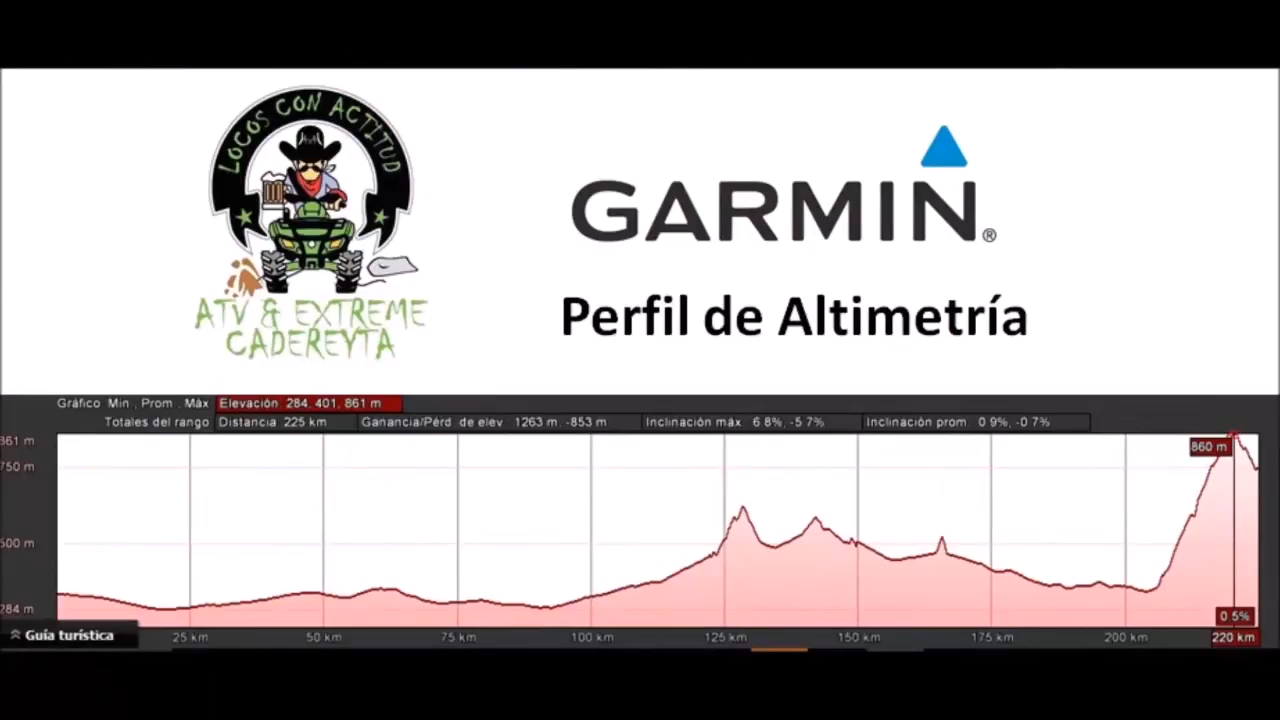 LOCOS CON ACTITUD
ATV & EXTREME
CADEREYTA
GARMIN®
Perfil de Altimetría
Gráfico Min , Prom . Máx Elevación 284, 401, 861 m
Totales del rango Distancia 225 km Ganancia/Pérd de elev 1263 m, -853 m Inclinación máx 6.8%, -5.7% Inclinación prom 0.9%, -0.7%
861 m
860 m
750 m
500 m
284 m
0.5%
Guía turística 25 km 50 km 75 km 100 km 125 km 150 km 175 km 200 km 220 km